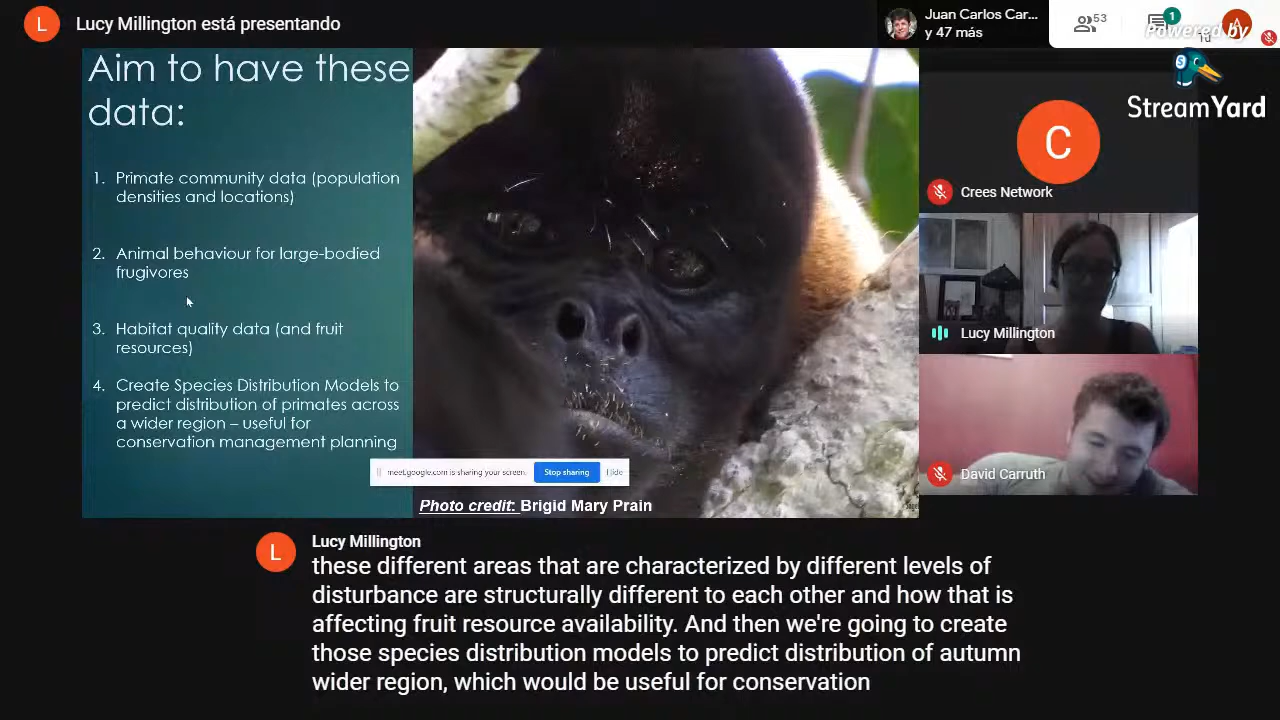 L
Lucy Millington está presentando
Juan Carlos Car...
y 47 más
53
1
A
Powered by
StreamYard
Aim to have these
data:
1. Primate community data (population
densities and locations)
2. Animal behaviour for large-bodied
frugivores
3. Habitat quality data (and fruit
resources)
4. Create Species Distribution Models to
predict distribution of primates across
a wider region – useful for
conservation management planning
meet.google.com is sharing your screen.
Stop sharing
Hide
Photo credit: Brigid Mary Prain
C
Crees Network
Lucy Millington
David Carruth
L
Lucy Millington
these different areas that are characterized by different levels of
disturbance are structurally different to each other and how that is
affecting fruit resource availability. And then we're going to create
those species distribution models to predict distribution of autumn
wider region, which would be useful for conservation